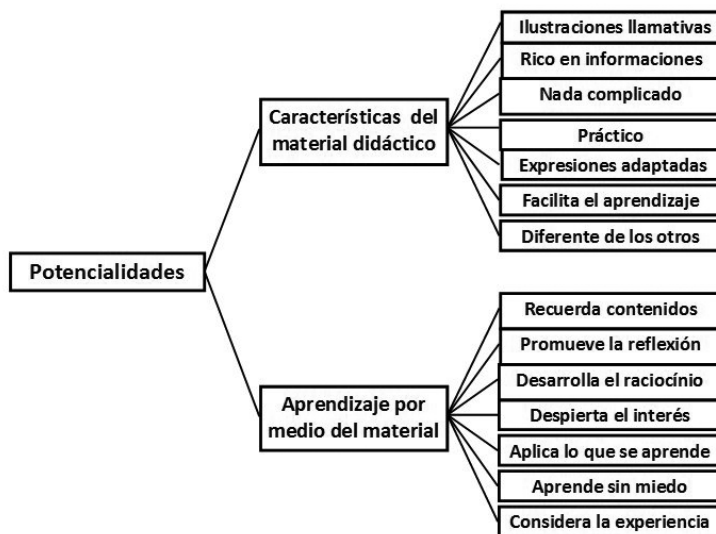 Potencialidades
Características del
material didáctico
Ilustraciones llamativas
Rico en informaciones
Nada complicado
Práctico
Expresiones adaptadas
Facilita el aprendizaje
Diferente de los otros
Aprendizaje por
medio del material
Recuerda contenidos
Promueve la reflexión
Desarrolla el raciocínio
Despierta el interés
Aplica lo que se aprende
Aprende sin miedo
Considera la experiencia